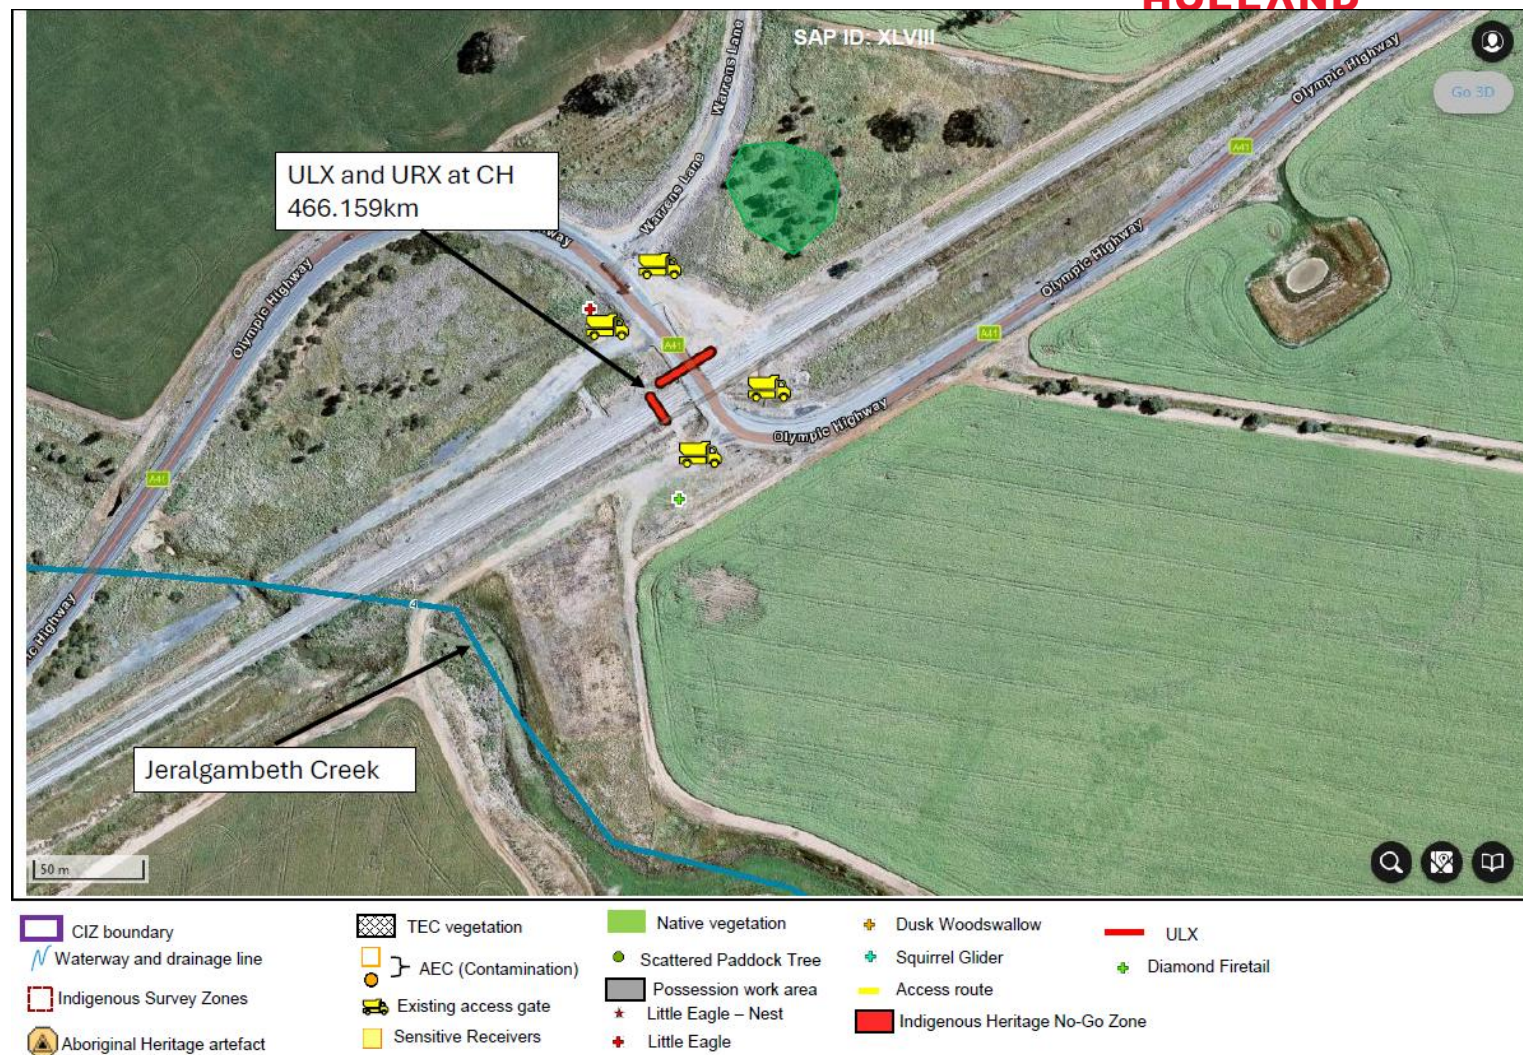 HOLLAND
SAP ID: XLVIII
Go 3D
Warrens Lane
Olympic Highway
A41
ULX and URX at CH
466.159km
Warrens Lane
Olympic Highway
A41
Olympic Highway
A41
Olympic Highway
A41
Jeralgambeth Creek
50 m
CIZ boundary
Waterway and drainage line
Indigenous Survey Zones
Aboriginal Heritage artefact
TEC vegetation
AEC (Contamination)
Existing access gate
Sensitive Receivers
Native vegetation
Scattered Paddock Tree
Possession work area
Little Eagle – Nest
Little Eagle
Dusk Woodswallow
Squirrel Glider
Access route
Indigenous Heritage No-Go Zone
ULX
Diamond Firetail